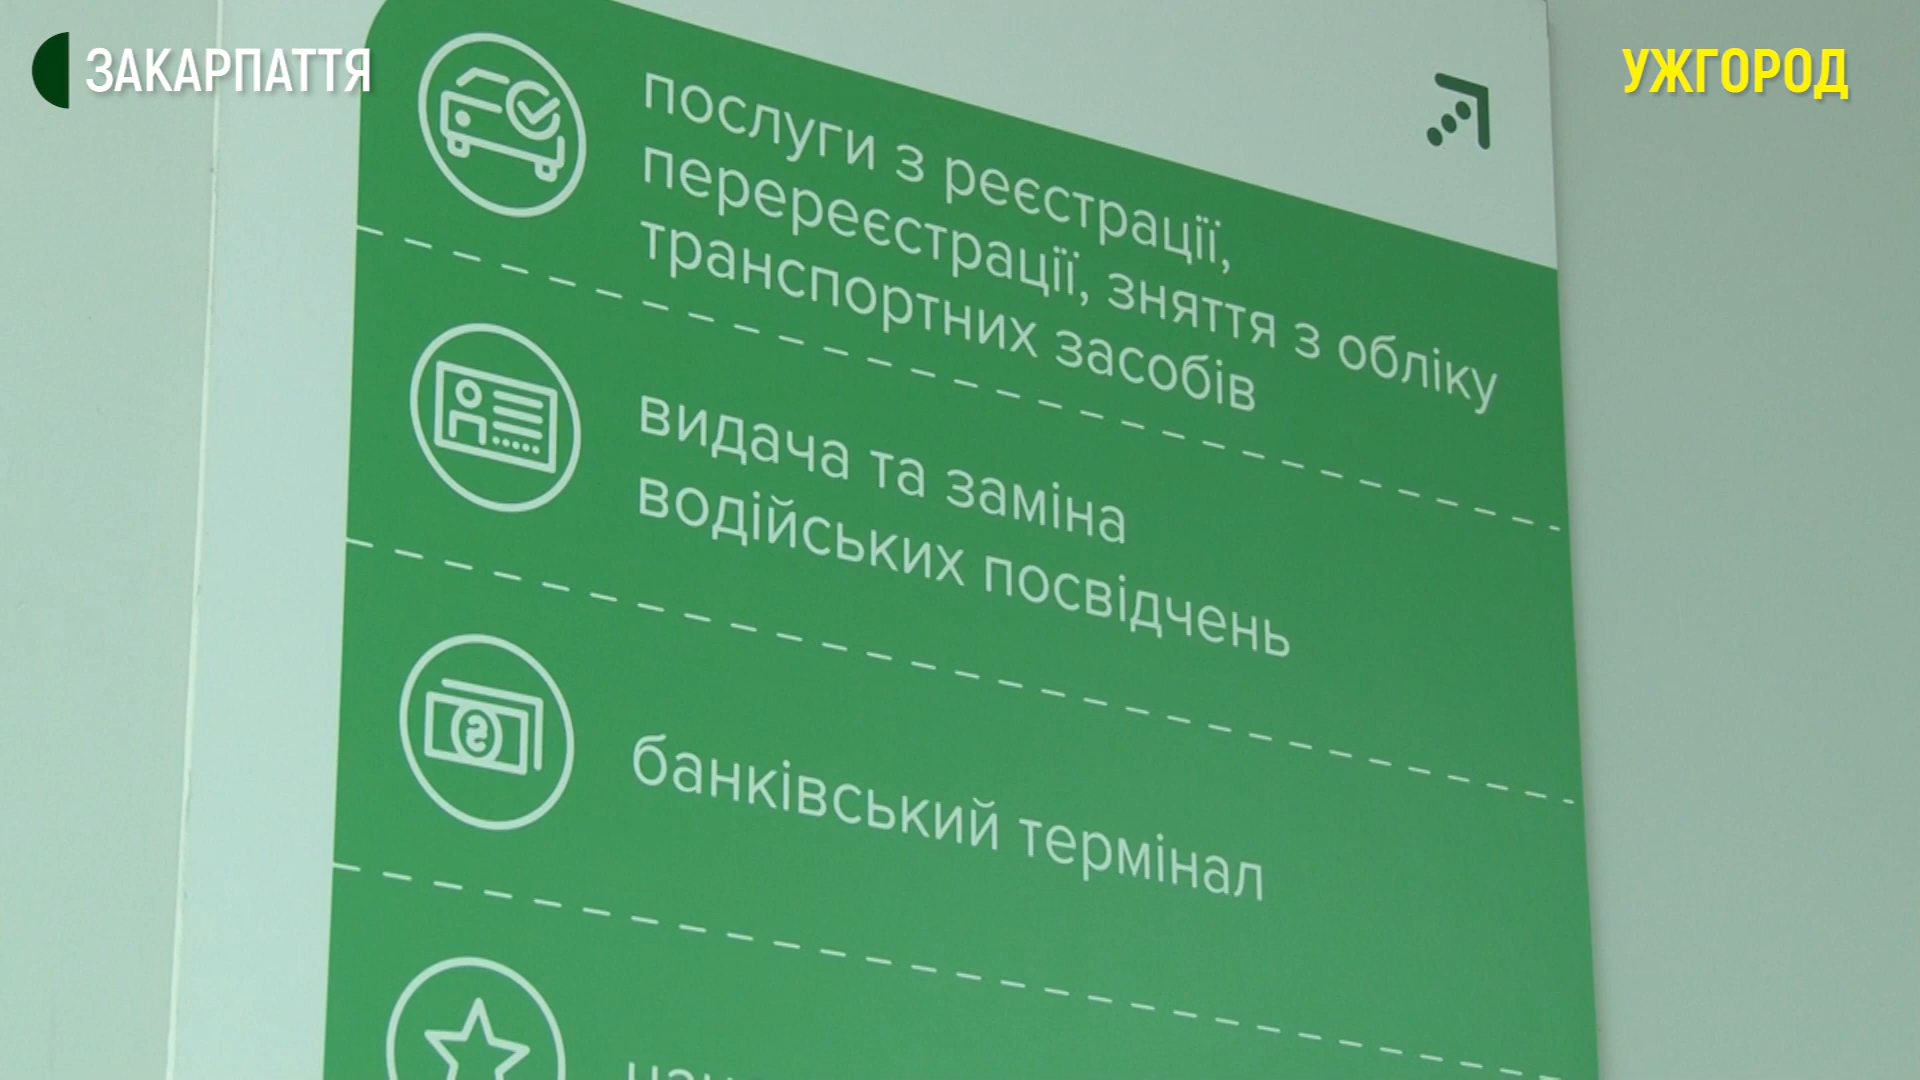 ЗАКАРПАТТЯ
УЖГОРОД
послуги з реєстрації,
перереєстрації, зняття з обліку
транспортних засобів
видача та заміна
водійських посвідчень
банківський термінал